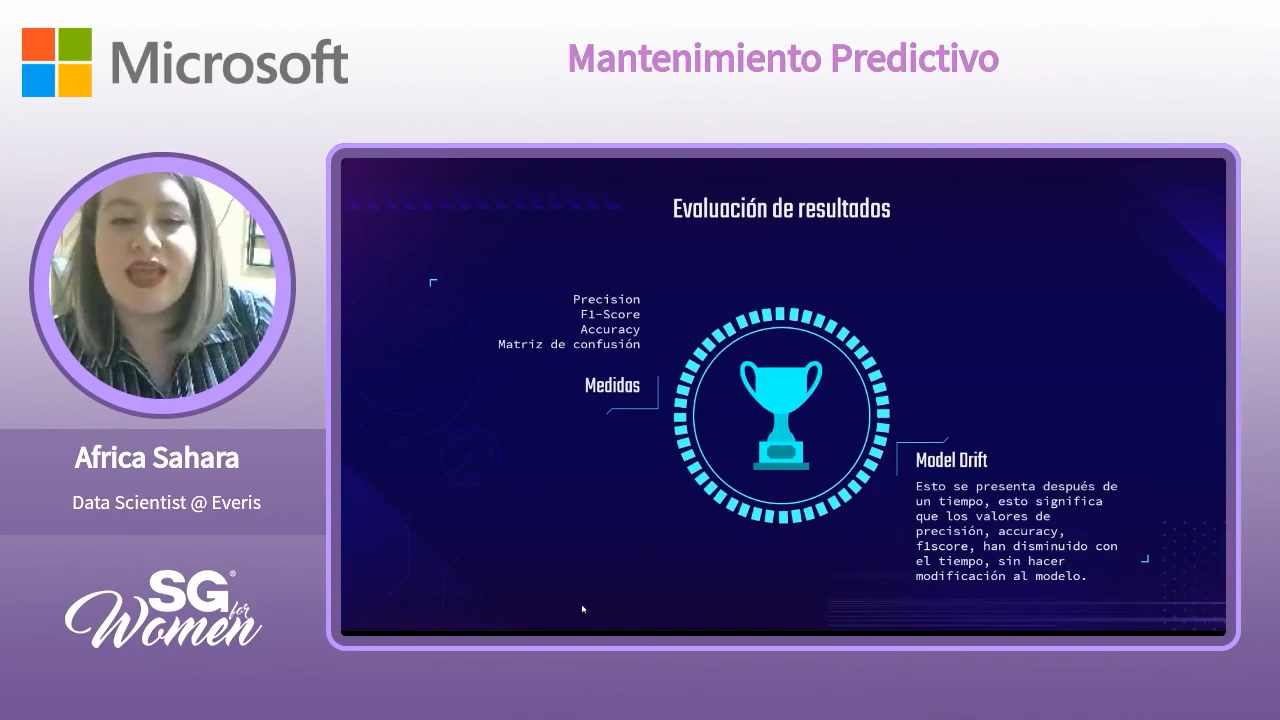 Microsoft
Mantenimiento Predictivo
Evaluación de resultados
Precision
F1-Score
Accuracy
Matriz de confusión
Medidas
Model Drift
Esto se presenta después de
un tiempo, esto significa
que los valores de
precisión, accuracy,
f1score, han disminuido con
el tiempo, sin hacer
modificación al modelo.
Africa Sahara
Data Scientist @ Everis
SG®
for
Women